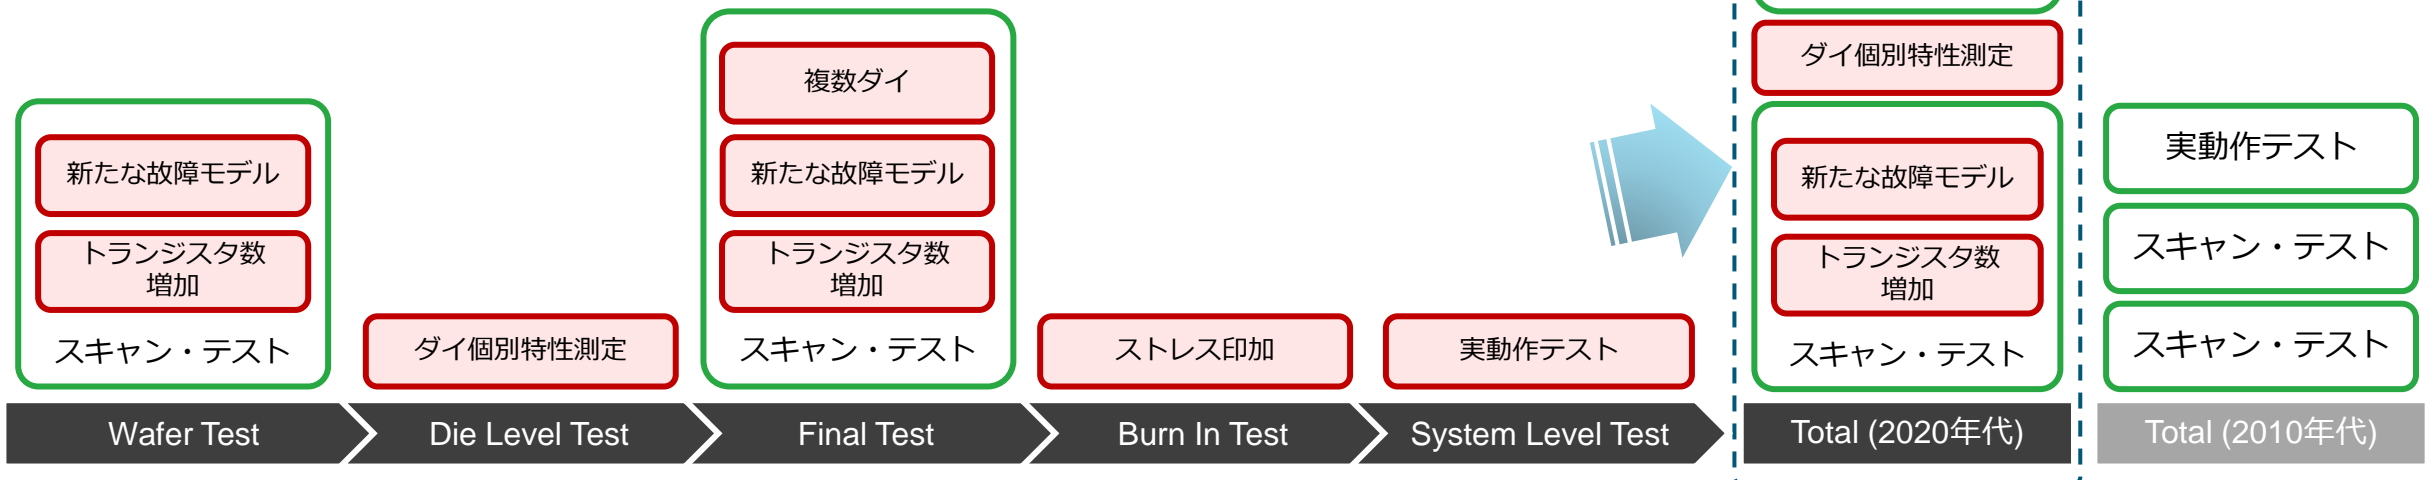 新たな故障モデル
トランジスタ数
増加
スキャン・テスト
ダイ個別特性測定
複数ダイ
新たな故障モデル
トランジスタ数
増加
スキャン・テスト
ストレス印加
実動作テスト
ダイ個別特性測定
新たな故障モデル
トランジスタ数
増加
スキャン・テスト
実動作テスト
スキャン・テスト
スキャン・テスト
Wafer Test
Die Level Test
Final Test
Burn In Test
System Level Test
Total (2020年代)
Total (2010年代)